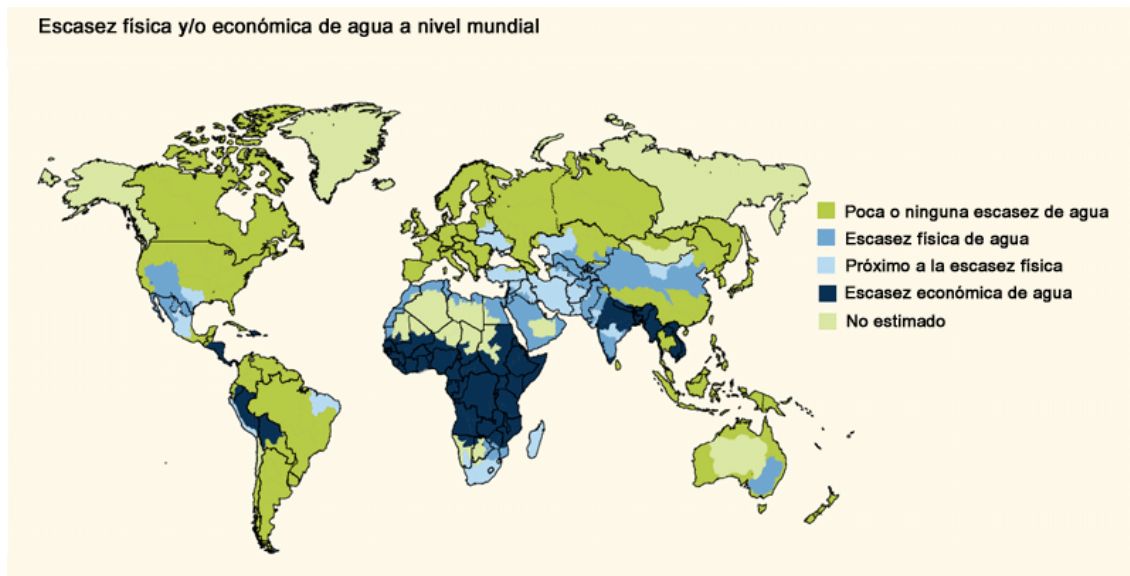 Escasez física y/o económica de agua a nivel mundial
Poca o ninguna escasez de agua
Escasez física de agua
Próximo a la escasez física
Escasez económica de agua
No estimado